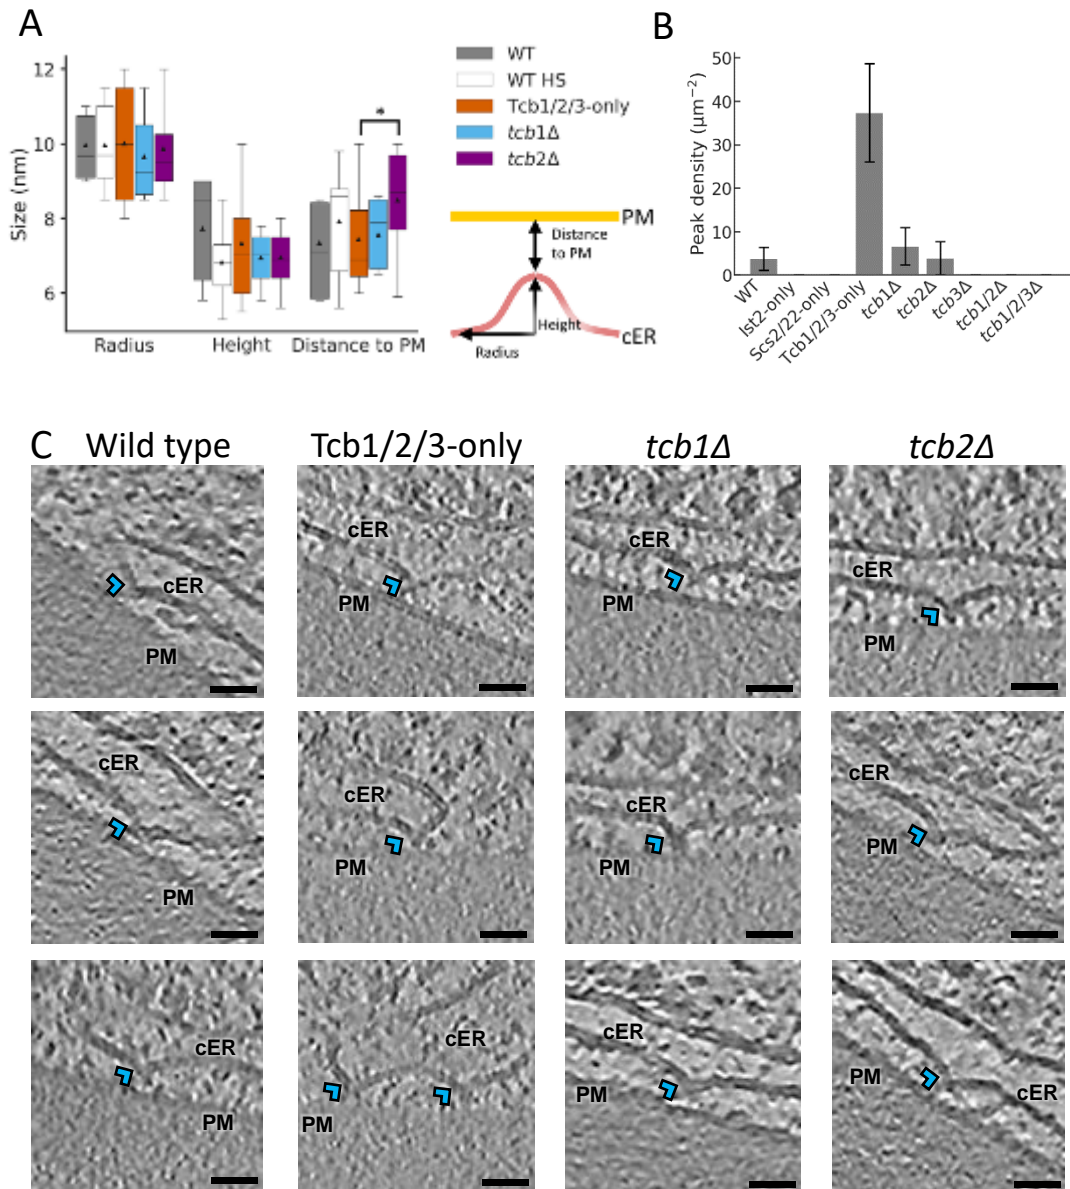 A
B
12
10
8
6
Size (nm)
Radius
Height
Distance to PM
*
WT
WT HS
Tcb1/2/3-only
tcb1Δ
tcb2Δ
PM
Distance
to PM
Height
Radius
cER
50
40
30
20
10
0
Peak density (μm⁻²)
WT
Ist2-only
Scs2/22-only
Tcb1/2/3-only
tcb1Δ
tcb2Δ
tcb3Δ
tcb1/2Δ
tcb1/2/3Δ
C
Wild type
Tcb1/2/3-only
tcb1Δ
tcb2Δ
cER
PM
cER
PM
cER
PM
cER
PM
cER
PM
cER
PM
cER
PM
cER
PM
cER
PM
cER
PM
cER
PM
PM
cER